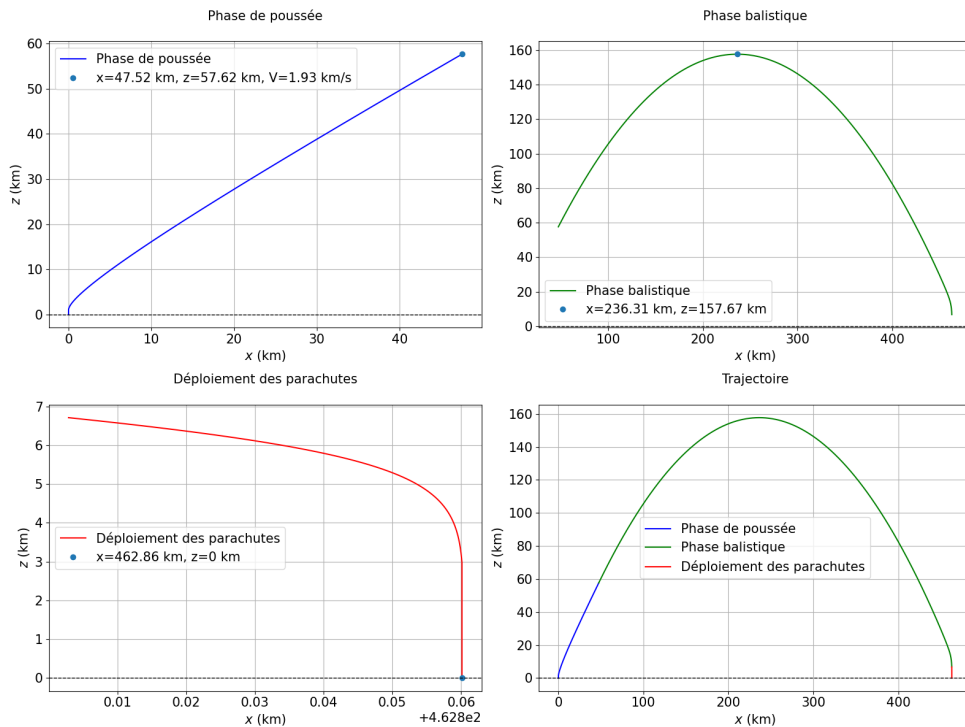 Phase de poussée
60
50
40
30
20
10
0
z (km)
Phase de poussée
x=47.52 km, z=57.62 km, V=1.93 km/s
0
10
20
30
40
x (km)
Phase balistique
160
140
120
100
80
60
40
20
0
z (km)
Phase balistique
x=236.31 km, z=157.67 km
100
200
300
400
x (km)
Déploiement des parachutes
7
6
5
4
3
2
1
0
z (km)
Déploiement des parachutes
x=462.86 km, z=0 km
0.01
0.02
0.03
0.04
0.05
0.06
x (km)
+4.628e2
Trajectoire
160
140
120
100
80
60
40
20
0
z (km)
Phase de poussée
Phase balistique
Déploiement des parachutes
0
100
200
300
400
x (km)